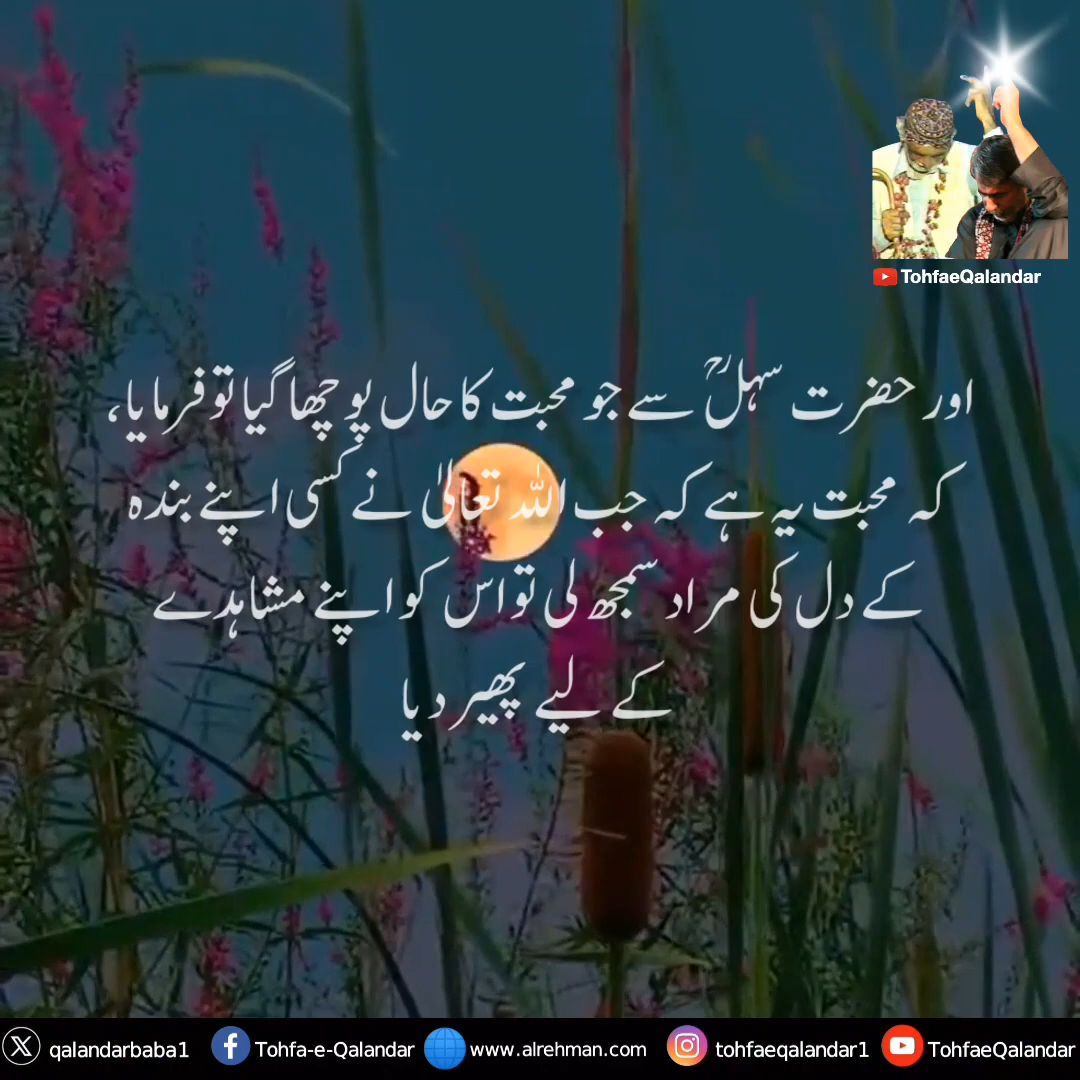 TohfaeQalandar
اور حضرت سہلؒ سے جو محبت کا حال پوچھا گیا تو فرمایا،
کہ محبت یہ ہے کہ جب اللہ تعالیٰ نے کسی اپنے بندہ
کے دل کی مراد سمجھ لی تو اس کو اپنے مشاہدے
کے لیے پھیر دیا
qalandarbaba1 Tohfa-e-Qalandar www.alrehman.com tohfaeqalandar1 TohfaeQalandar